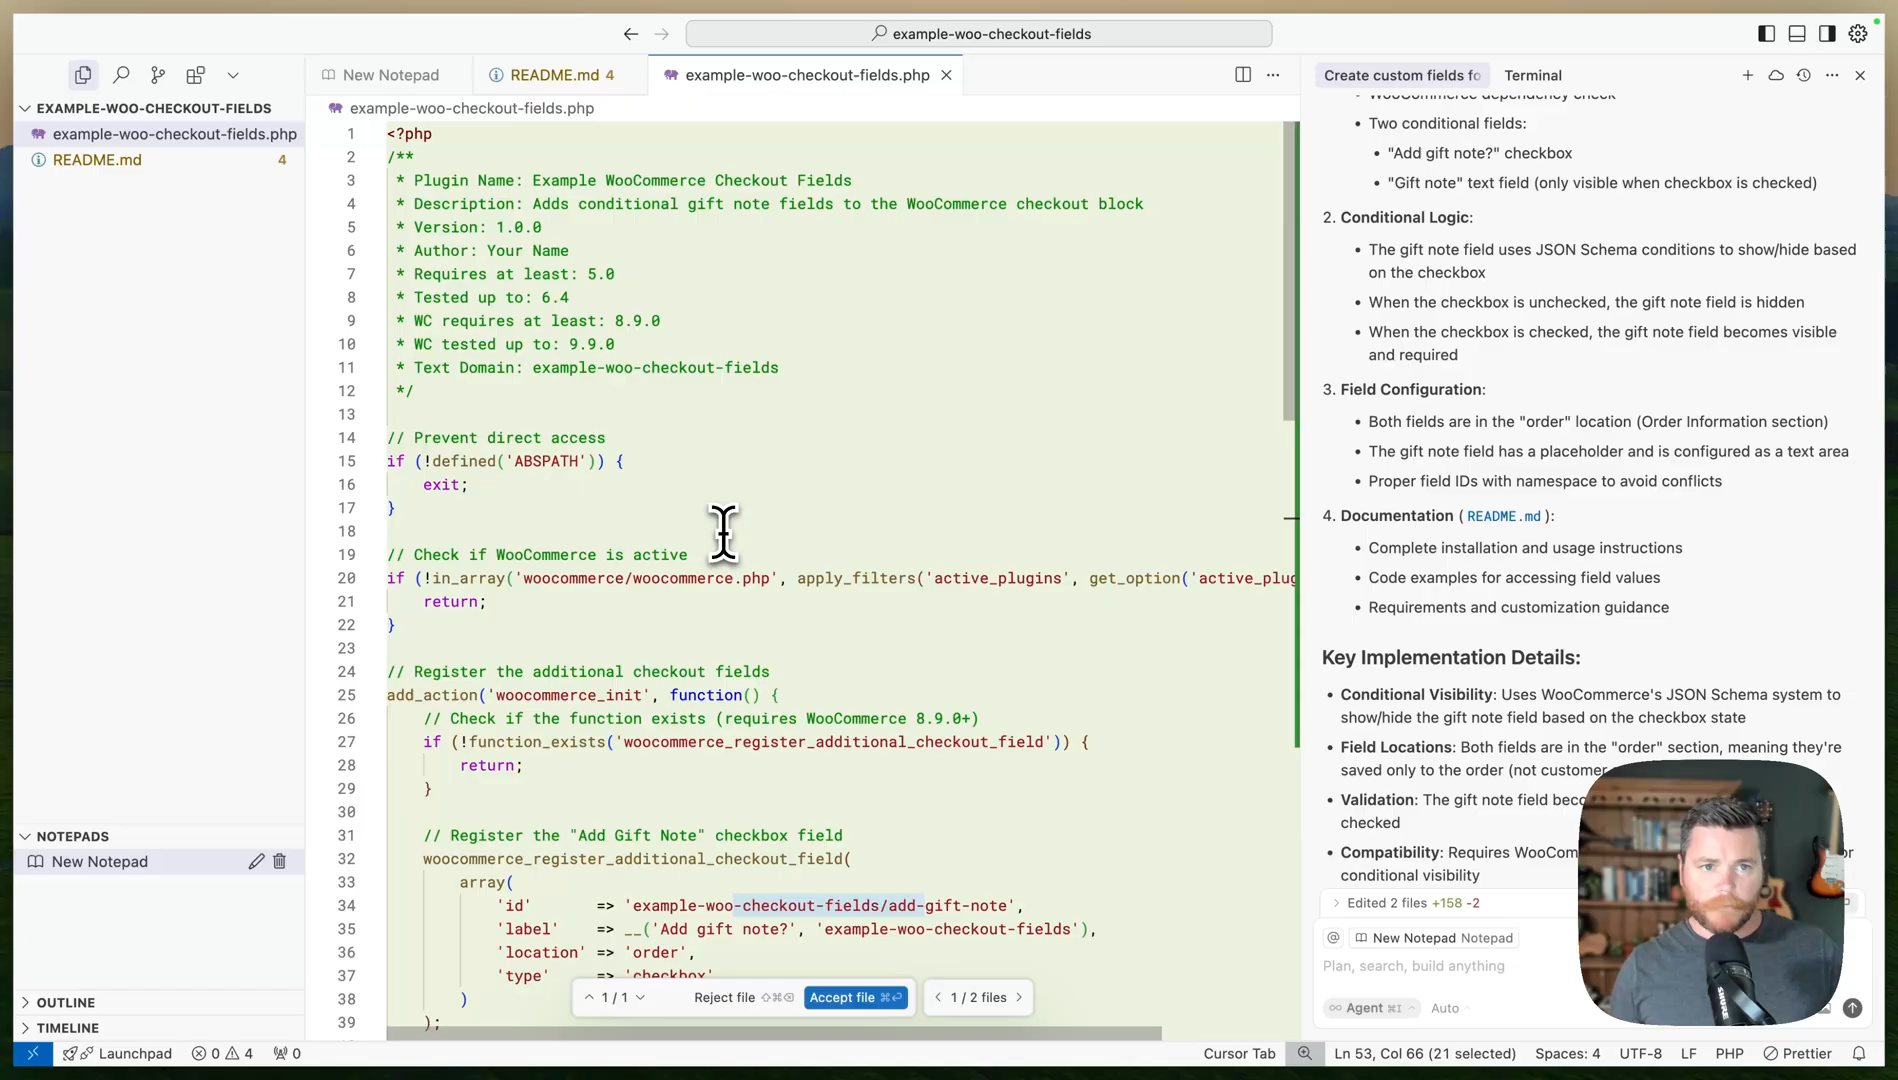 example-woo-checkout-fields
New Notepad
README.md 4
example-woo-checkout-fields.php
Create custom fields fo
Terminal
EXAMPLE-WOO-CHECKOUT-FIELDS
example-woo-checkout-fields.php
README.md 4
example-woo-checkout-fields.php
1 <?php
2 /**
3 * Plugin Name: Example WooCommerce Checkout Fields
4 * Description: Adds conditional gift note fields to the WooCommerce checkout block
5 * Version: 1.0.0
6 * Author: Your Name
7 * Requires at least: 5.0
8 * Tested up to: 6.4
9 * WC requires at least: 8.9.0
10 * WC tested up to: 9.9.0
11 * Text Domain: example-woo-checkout-fields
12 */
13
14 // Prevent direct access
15 if (!defined('ABSPATH')) {
16 exit;
17 }
18
19 // Check if WooCommerce is active
20 if (!in_array('woocommerce/woocommerce.php', apply_filters('active_plugins', get_option('active_plug
21 return;
22 }
23
24 // Register the additional checkout fields
25 add_action('woocommerce_init', function() {
26 // Check if the function exists (requires WooCommerce 8.9.0+)
27 if (!function_exists('woocommerce_register_additional_checkout_field')) {
28 return;
29 }
30
31 // Register the "Add Gift Note" checkbox field
32 woocommerce_register_additional_checkout_field(
33 array(
34 'id' => 'example-woo-checkout-fields/add-gift-note',
35 'label' => __('Add gift note?', 'example-woo-checkout-fields'),
36 'location' => 'order',
37 'type' => 'checkbox'
38 )
39 );
1 / 1
Reject file
Accept file
1 / 2 files
WooCommerce dependency check
• Two conditional fields:
• "Add gift note?" checkbox
• "Gift note" text field (only visible when checkbox is checked)
2. Conditional Logic:
• The gift note field uses JSON Schema conditions to show/hide based
on the checkbox
• When the checkbox is unchecked, the gift note field is hidden
• When the checkbox is checked, the gift note field becomes visible
and required
3. Field Configuration:
• Both fields are in the "order" location (Order Information section)
• The gift note field has a placeholder and is configured as a text area
• Proper field IDs with namespace to avoid conflicts
4. Documentation ( README.md ):
• Complete installation and usage instructions
• Code examples for accessing field values
• Requirements and customization guidance
Key Implementation Details:
• Conditional Visibility: Uses WooCommerce's JSON Schema system to
show/hide the gift note field based on the checkbox state
• Field Locations: Both fields are in the "order" section, meaning they're
saved only to the order (not customer
• Validation: The gift note field beco
checked
• Compatibility: Requires WooCom or
conditional visibility
Edited 2 files +158 -2
@ New Notepad Notepad
Plan, search, build anything
Agent ⌘I
Auto
NOTEPADS
New Notepad
OUTLINE
TIMELINE
Launchpad
0 4
0
Cursor Tab
Ln 53, Col 66 (21 selected)
Spaces: 4
UTF-8
LF
PHP
Prettier
SHURE